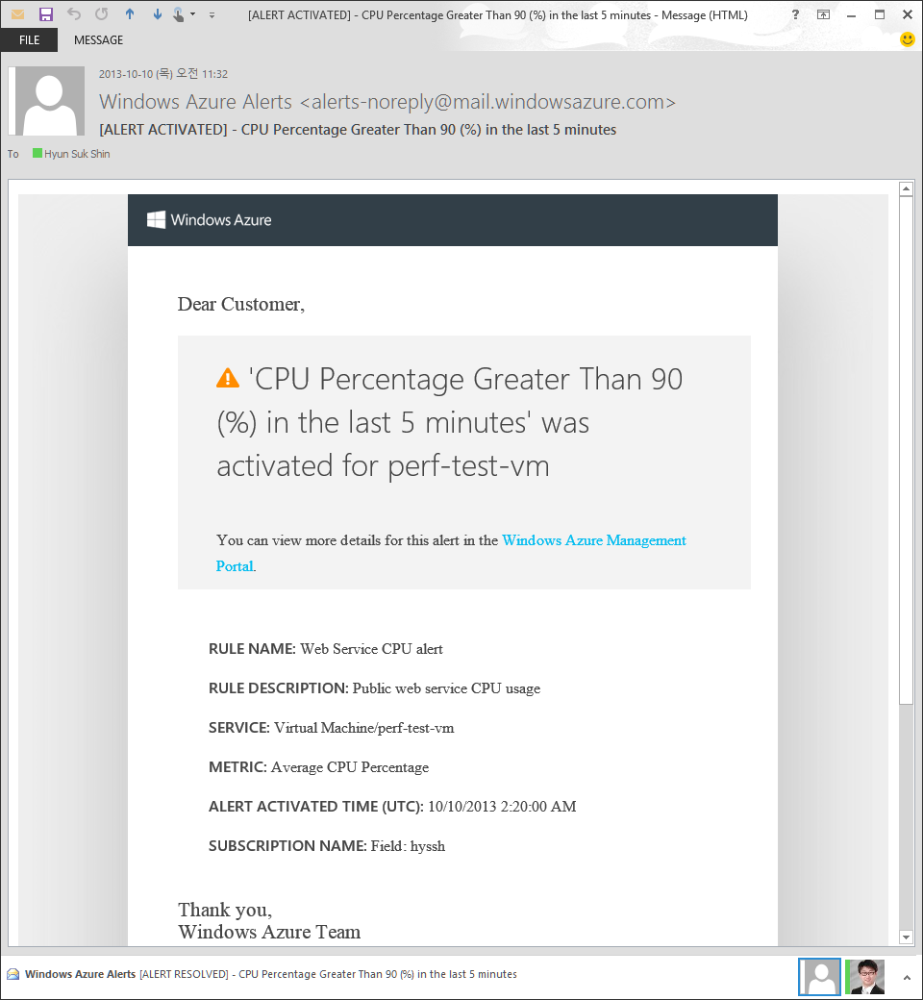 [ALERT ACTIVATED] - CPU Percentage Greater Than 90 (%) in the last 5 minutes - Message (HTML)
?
FILE MESSAGE
2013-10-10 (목) 오전 11:32
Windows Azure Alerts <alerts-noreply@mail.windowsazure.com>
[ALERT ACTIVATED] - CPU Percentage Greater Than 90 (%) in the last 5 minutes
To Hyun Suk Shin
Windows Azure
Dear Customer,
'CPU Percentage Greater Than 90
(%) in the last 5 minutes' was
activated for perf-test-vm
You can view more details for this alert in the Windows Azure Management
Portal.
RULE NAME: Web Service CPU alert
RULE DESCRIPTION: Public web service CPU usage
SERVICE: Virtual Machine/perf-test-vm
METRIC: Average CPU Percentage
ALERT ACTIVATED TIME (UTC): 10/10/2013 2:20:00 AM
SUBSCRIPTION NAME: Field: hyssh
Thank you,
Windows Azure Team
Windows Azure Alerts [ALERT RESOLVED] - CPU Percentage Greater Than 90 (%) in the last 5 minutes